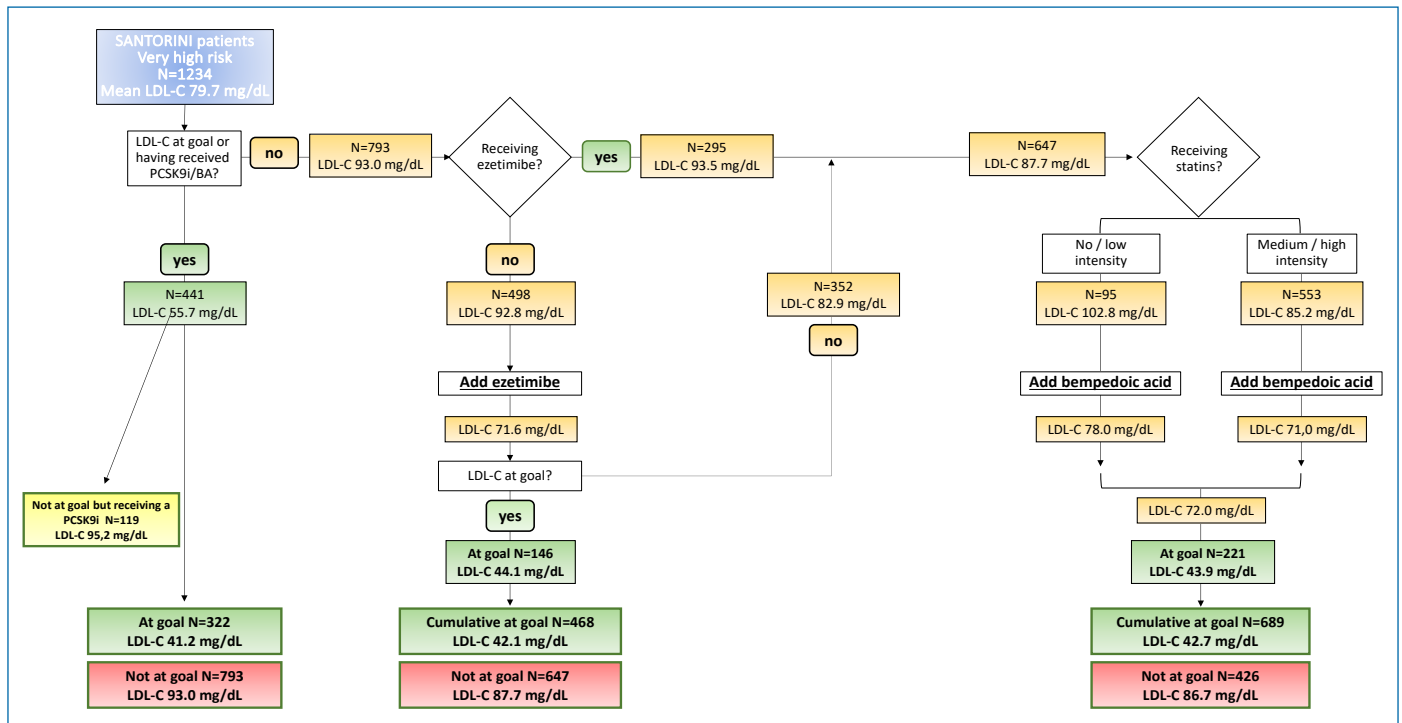 SANTORINI patients
Very high risk
N=1234
Mean LDL-C 79.7 mg/dL
LDL-C at goal or
having received
PCSK9i/BA?
no
N=793
LDL-C 93.0 mg/dL
Receiving
ezetimibe?
yes
N=295
LDL-C 93.5 mg/dL
N=647
LDL-C 87.7 mg/dL
Receiving
statins?
yes
N=441
LDL-C 55.7 mg/dL
no
N=498
LDL-C 92.8 mg/dL
N=352
LDL-C 82.9 mg/dL
no
No / low
intensity
Medium / high
intensity
N=95
LDL-C 102.8 mg/dL
N=553
LDL-C 85.2 mg/dL
Add ezetimibe
Add bempedoic acid
Add bempedoic acid
LDL-C 71.6 mg/dL
LDL-C 78.0 mg/dL
LDL-C 71,0 mg/dL
LDL-C at goal?
Not at goal but receiving a
PCSK9i N=119
LDL-C 95,2 mg/dL
yes
LDL-C 72.0 mg/dL
At goal N=146
LDL-C 44.1 mg/dL
At goal N=221
LDL-C 43.9 mg/dL
At goal N=322
LDL-C 41.2 mg/dL
Cumulative at goal N=468
LDL-C 42.1 mg/dL
Cumulative at goal N=689
LDL-C 42.7 mg/dL
Not at goal N=793
LDL-C 93.0 mg/dL
Not at goal N=647
LDL-C 87.7 mg/dL
Not at goal N=426
LDL-C 86.7 mg/dL